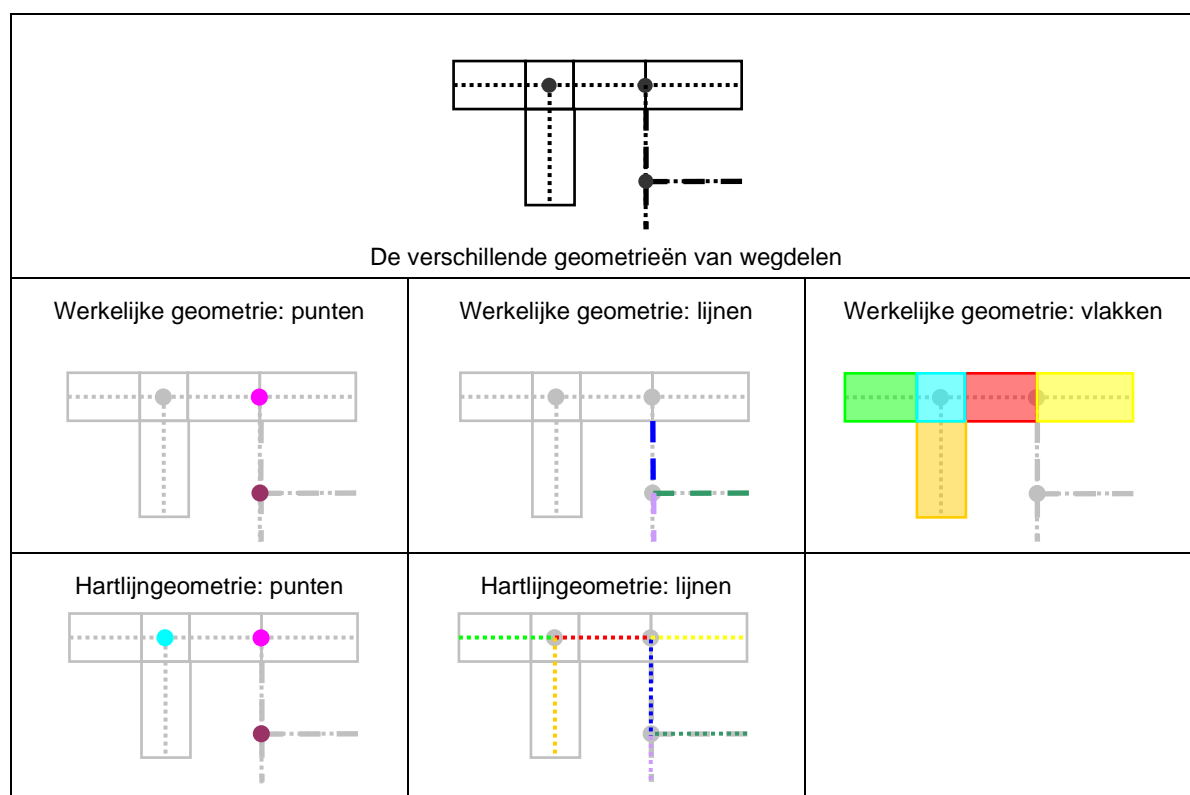 De verschillende geometrieën van wegdelen
Werkelijke geometrie: punten
Werkelijke geometrie: lijnen
Werkelijke geometrie: vlakken
Hartlijngeometrie: punten
Hartlijngeometrie: lijnen